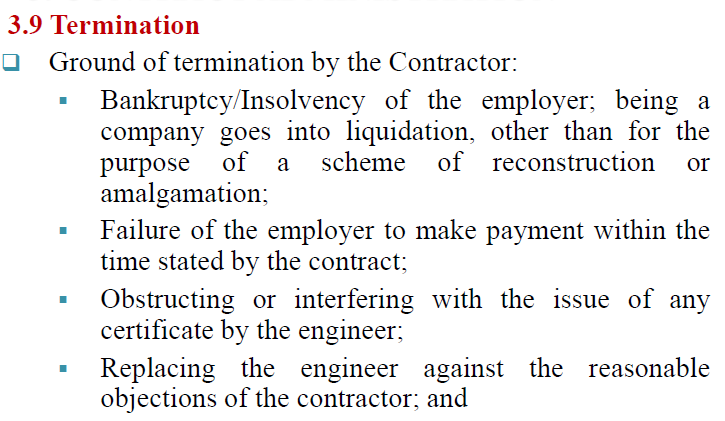 3.9 Termination
❑ Ground of termination by the Contractor:
▪ Bankruptcy/Insolvency of the employer; being a
company goes into liquidation, other than for the
purpose of a scheme of reconstruction or
amalgamation;
▪ Failure of the employer to make payment within the
time stated by the contract;
▪ Obstructing or interfering with the issue of any
certificate by the engineer;
▪ Replacing the engineer against the reasonable
objections of the contractor; and